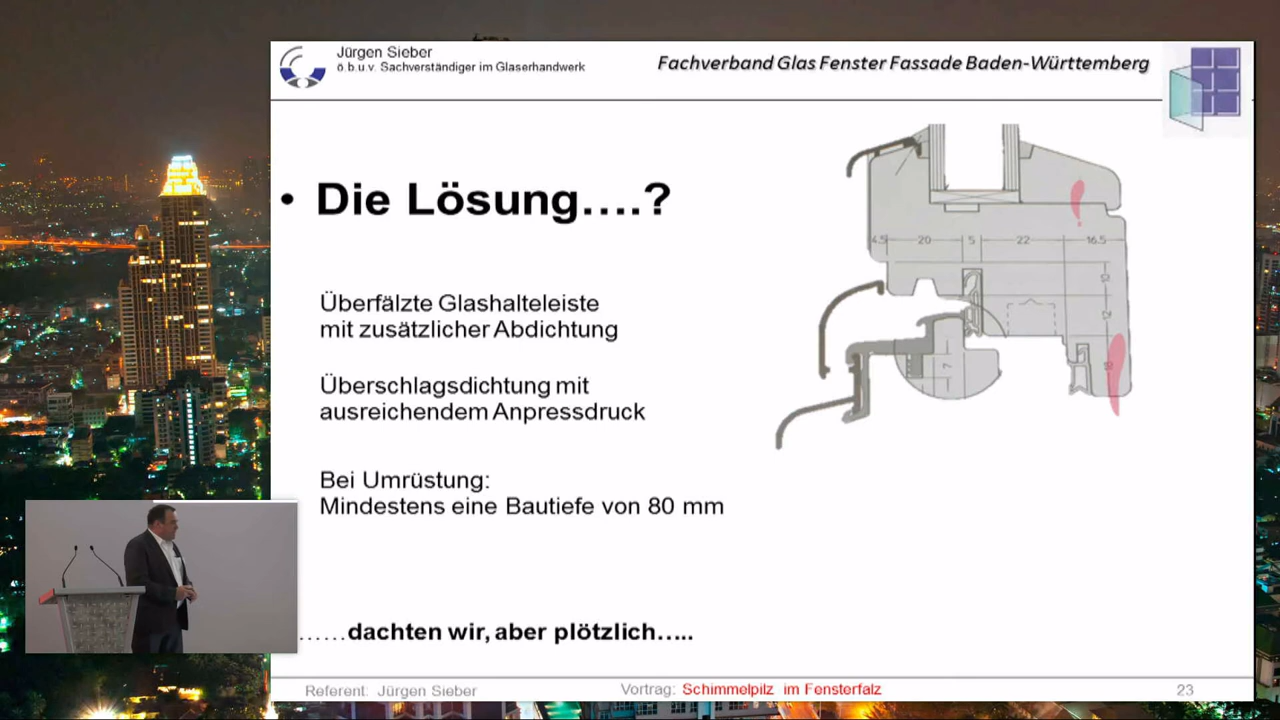 Jürgen Sieber
ö.b.u.v. Sachverständiger im Glaserhandwerk
Fachverband Glas Fenster Fassade Baden-Württemberg
• Die Lösung….?
4.5 20 5 22 16.5
Überfälzte Glashalteleiste
mit zusätzlicher Abdichtung
Überschlagsdichtung mit
ausreichendem Anpressdruck
7
Bei Umrüstung:
Mindestens eine Bautiefe von 80 mm
……dachten wir, aber plötzlich…..
Referent: Jürgen Sieber
Vortrag: Schimmelpilz im Fensterfalz
23